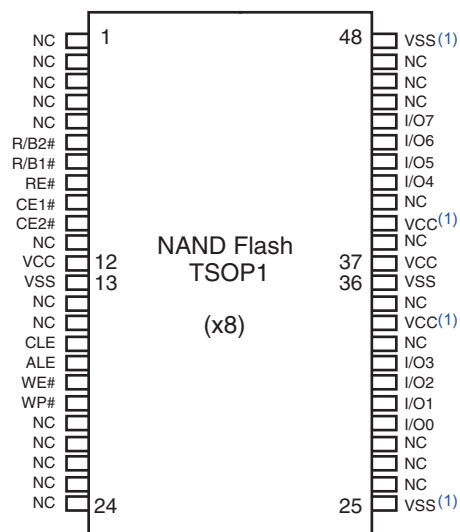 NC 1 48 VSS(1)
NC NC
NC NC
NC NC
NC I/O7
R/B2# I/O6
R/B1# I/O5
RE# I/O4
CE1# NC
CE2# VCC(1)
NC NC
VCC 12 37 VCC
VSS 13 36 VSS
NC NC
NC VCC(1)
CLE NC
ALE I/O3
WE# I/O2
WP# I/O1
NC I/O0
NC NC
NC NC
NC NC
NC 24 25 VSS(1)
NAND Flash
TSOP1
(x8)